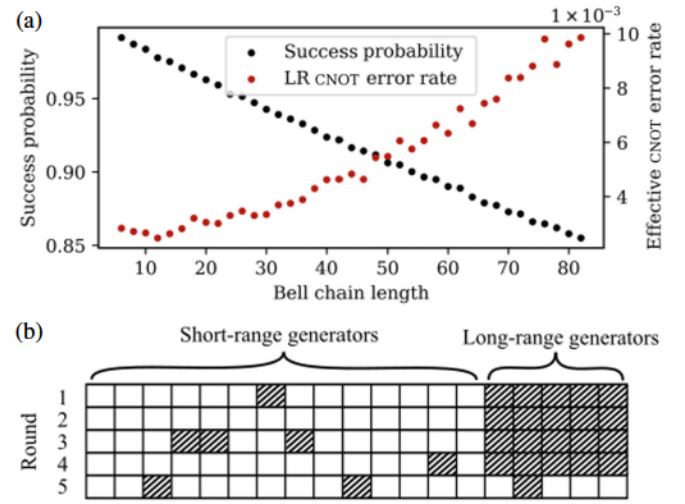 (a)
1 × 10⁻³
Success probability
LR CNOT error rate
Success probability
0.95
0.90
0.85
10
8
6
4
Effective CNOT error rate
10 20 30 40 50 60 70 80
Bell chain length
(b)
Short-range generators Long-range generators
Round
1
2
3
4
5